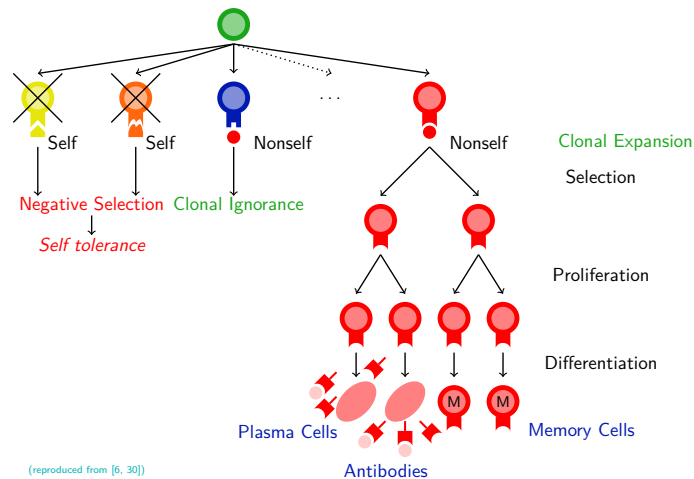 . . .
Self
Self
Nonself
Nonself
Clonal Expansion
Selection
Negative Selection
Clonal Ignorance
Self tolerance
Proliferation
Differentiation
M
M
Plasma Cells
Memory Cells
Antibodies
(reproduced from [6, 30])